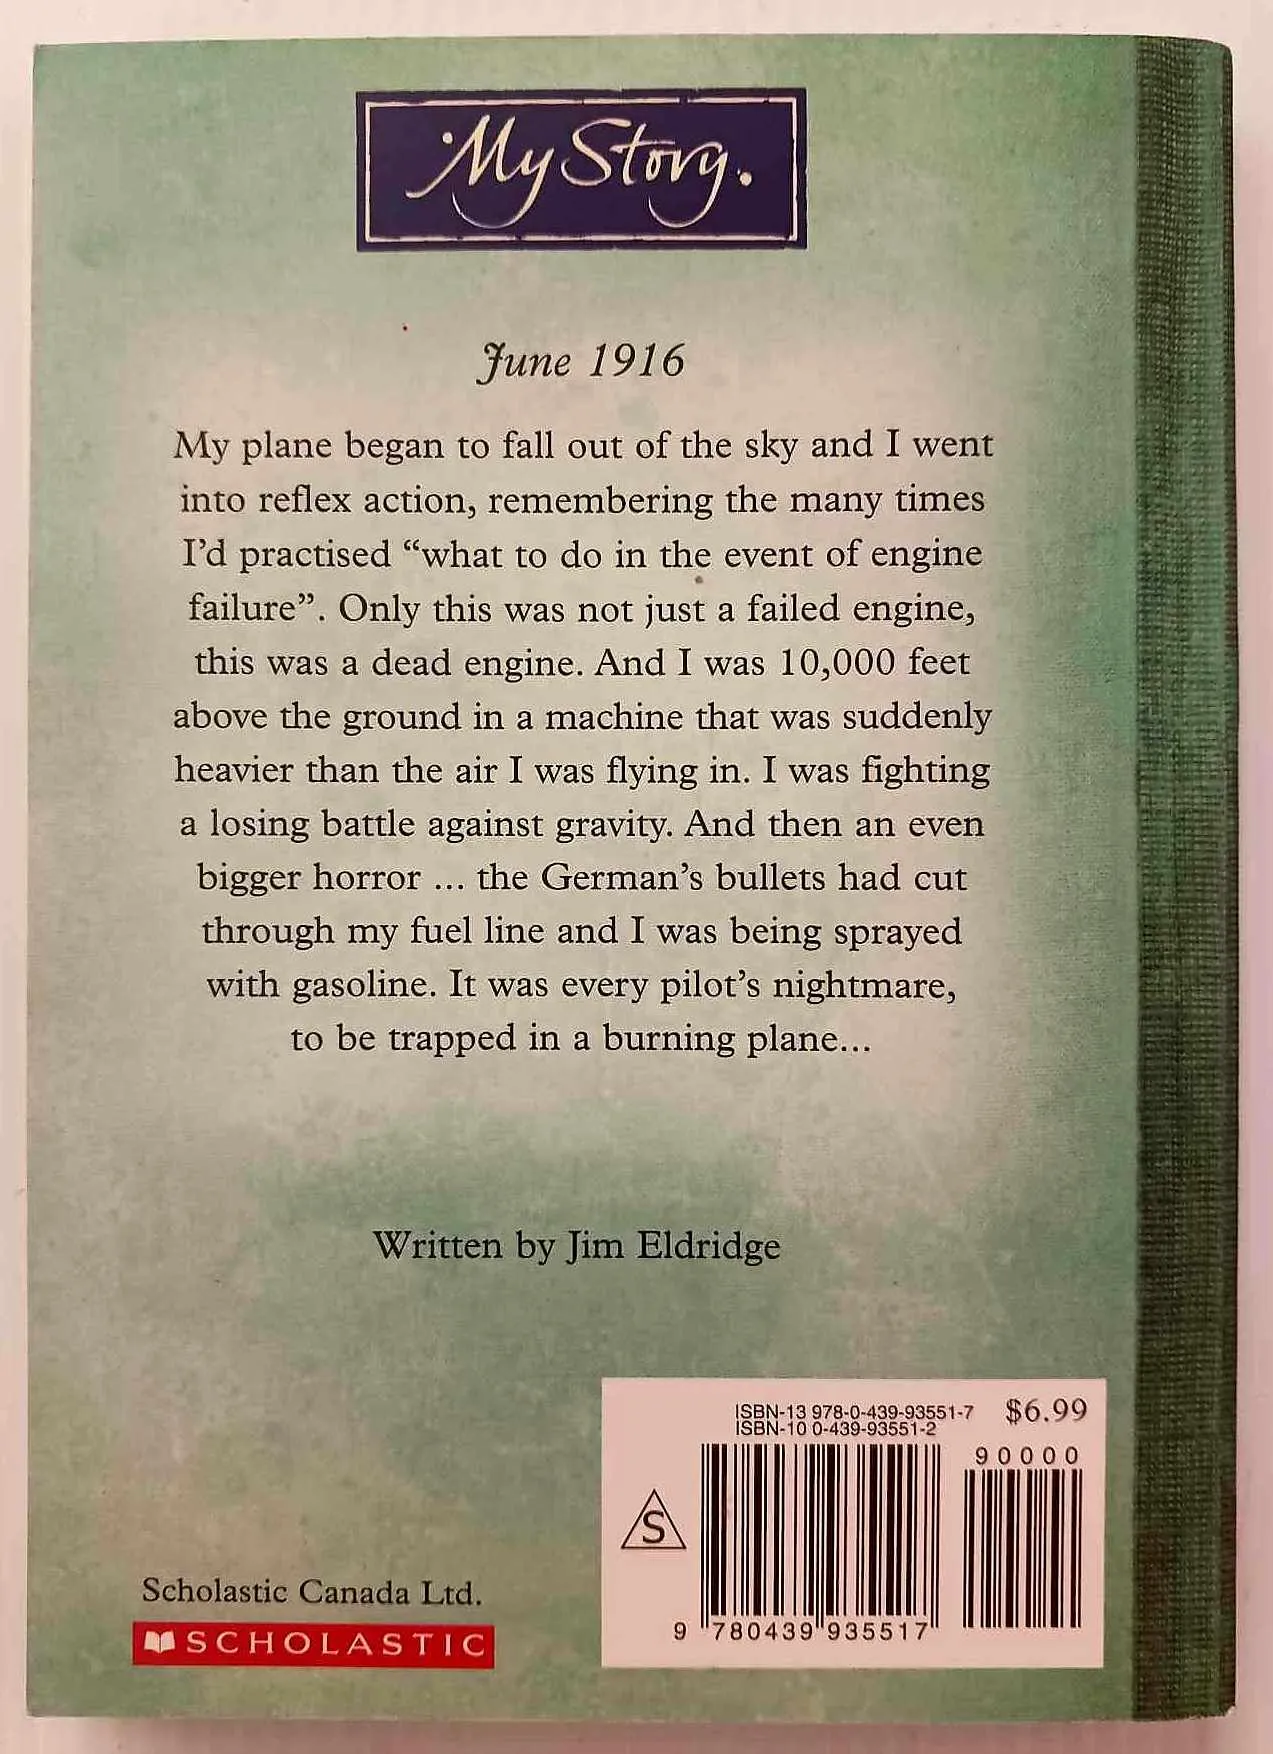 My Story.
June 1916
My plane began to fall out of the sky and I went
into reflex action, remembering the many times
I’d practised “what to do in the event of engine
failure”. Only this was not just a failed engine,
this was a dead engine. And I was 10,000 feet
above the ground in a machine that was suddenly
heavier than the air I was flying in. I was fighting
a losing battle against gravity. And then an even
bigger horror ... the German’s bullets had cut
through my fuel line and I was being sprayed
with gasoline. It was every pilot’s nightmare,
to be trapped in a burning plane...
Written by Jim Eldridge
ISBN-13 978-0-439-93551-7 $6.99
ISBN-10 0-439-93551-2
90000
S
9 780439 935517
Scholastic Canada Ltd.
SCHOLASTIC